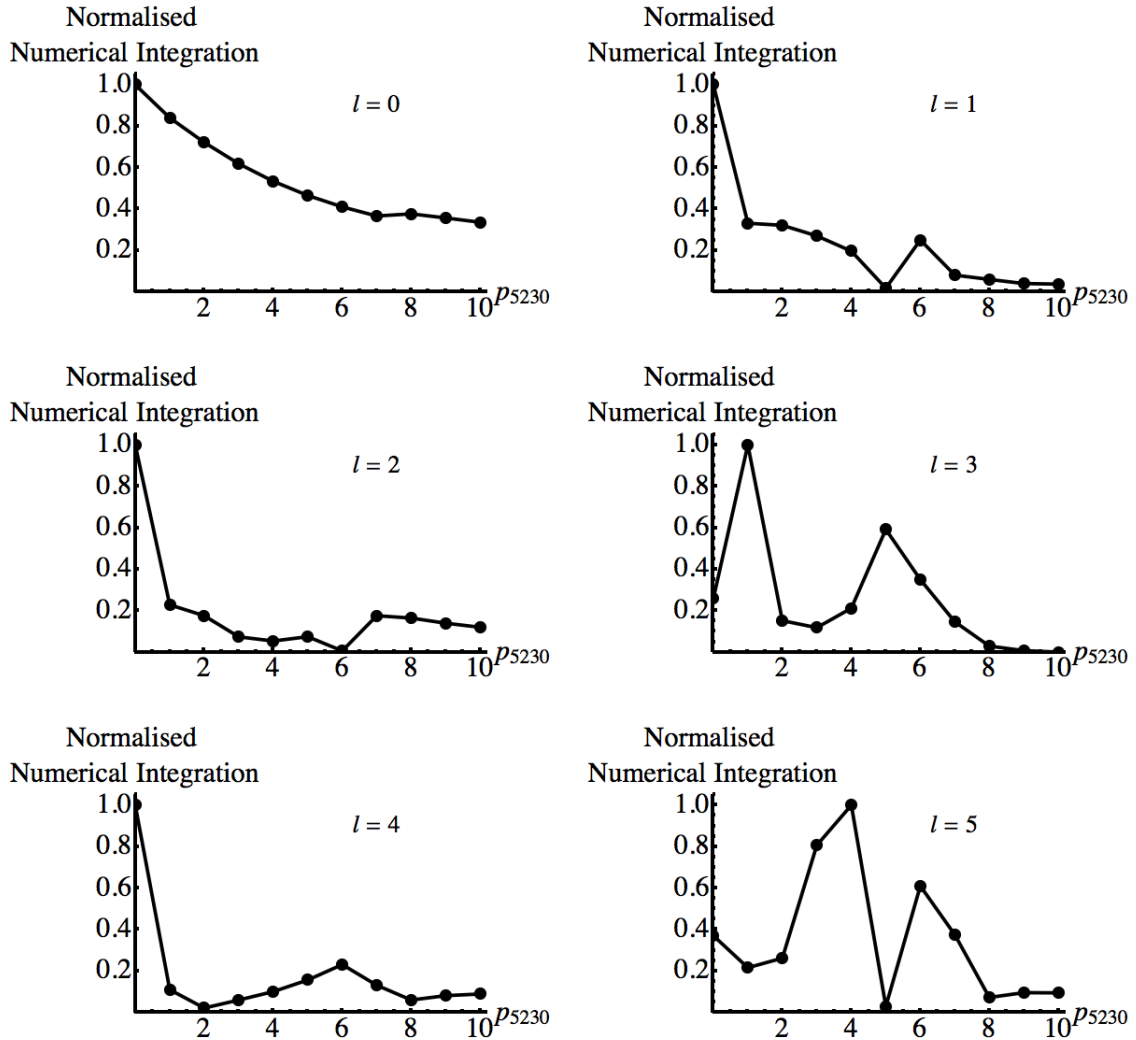 Normalised
Numerical Integration
l = 0
1.0
0.8
0.6
0.4
0.2
2 4 6 8 10 p5230
Normalised
Numerical Integration
l = 1
1.0
0.8
0.6
0.4
0.2
2 4 6 8 10 p5230
Normalised
Numerical Integration
l = 2
1.0
0.8
0.6
0.4
0.2
2 4 6 8 10 p5230
Normalised
Numerical Integration
l = 3
1.0
0.8
0.6
0.4
0.2
2 4 6 8 10 p5230
Normalised
Numerical Integration
l = 4
1.0
0.8
0.6
0.4
0.2
2 4 6 8 10 p5230
Normalised
Numerical Integration
l = 5
1.0
0.8
0.6
0.4
0.2
2 4 6 8 10 p5230